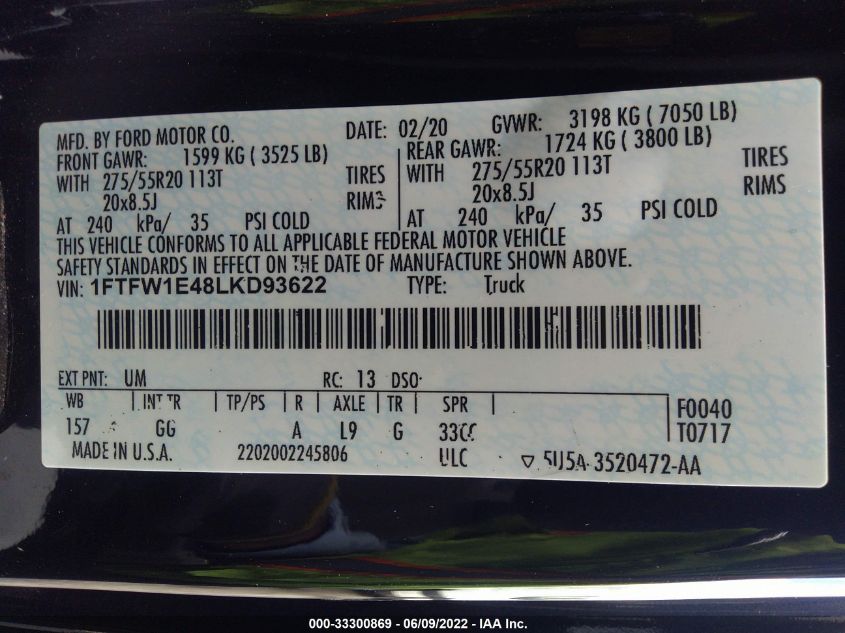 MFD. BY FORD MOTOR CO. DATE: 02/20 GVWR: 3198 KG ( 7050 LB)
FRONT GAWR: 1599 KG ( 3525 LB) REAR GAWR: 1724 KG ( 3800 LB)
WITH 275/55R20 113T TIRES WITH 275/55R20 113T TIRES
20x8.5J RIMS 20x8.5J RIMS
AT 240 kPa/ 35 PSI COLD AT 240 kPa/ 35 PSI COLD
THIS VEHICLE CONFORMS TO ALL APPLICABLE FEDERAL MOTOR VEHICLE
SAFETY STANDARDS IN EFFECT ON THE DATE OF MANUFACTURE SHOWN ABOVE.
VIN: 1FTFW1E48LKD93622 TYPE: Truck
EXT PNT: UM RC: 13 DSO:
WB | INT TR | TP/PS | R | AXLE | TR | SPR | F0040
157 GG A L9 G T0717
MADE IN U.S.A. 2202002245806 ULC ▽ 5U5A-3520472-AA
000-33300869 - 06/09/2022 - IAA Inc.